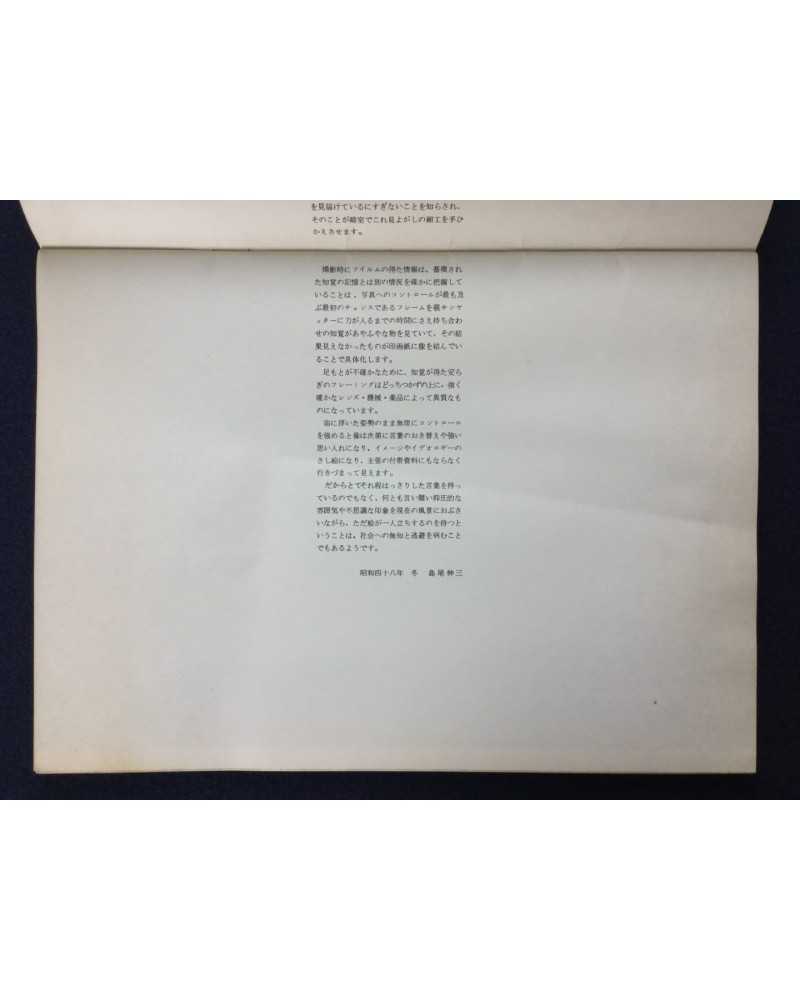 を見届けているにすぎないことを知らされ、
そのことが暗室でこれ見よがしの細工を手ひ
かえさせます。
撮影時にフイルムの得た情報は、蓄積され
た知覚の記憶とは別の情況を確かに把握して
いることは、写真へのコントロールが最も及
ぶ最初のチャンスであるフレームを覗きシャ
ッターに力が入るまでの時間にさえ持ち合わ
せの知覚があやふやな物を見ていて、その結
果見えなかったものが印画紙に像を結んでい
ることで具体化します。
足もとが不確かなために、知覚が得た安ら
ぎのフレーミングはどっちつかずの上に、強く
確かなレンズ・機械・薬品によって異質なも
のになっています。
宙に浮いた姿勢のまま無理にコントロール
を強めると像は次第に言葉のおき替えや強い
思い入れになり、イメージやイデオロギーの
さし絵になり、主張の付帯資料にもならなく
行きづまって見えます。
だからとてそれ程はっきりした言葉を持っ
ているのでもなく、何とも言い難い抑圧的な
雰囲気や不思議な印象を現在の風景におぶさ
いながら、ただ絵が一人立ちするのを待つと
いうことは、社会への無知と逃避を病むこと
でもあるようです。
昭和四十八年 冬 島尾伸三